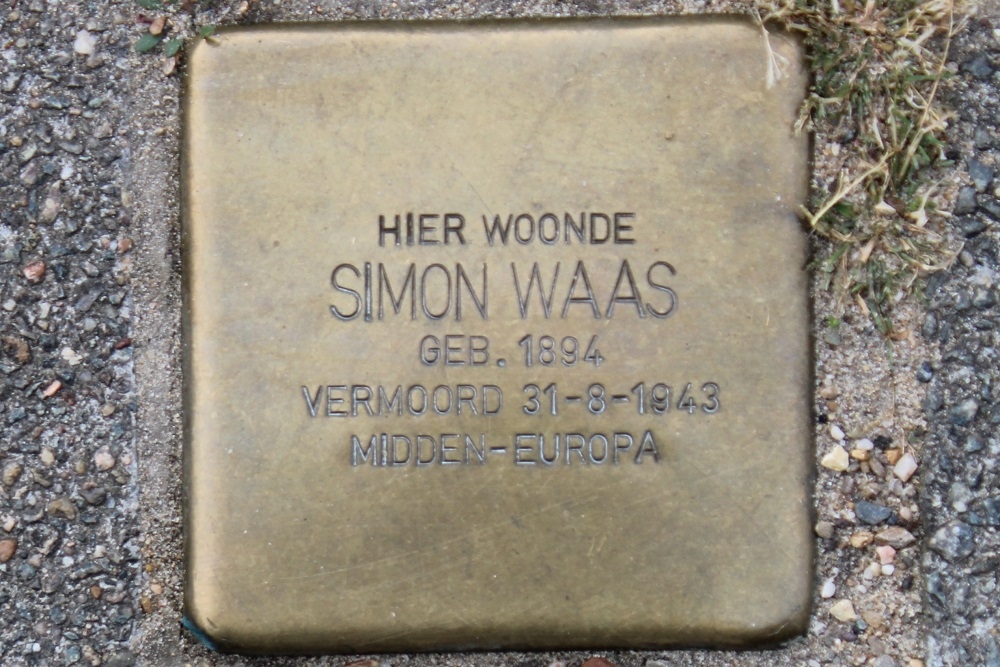 HIER WOONDE
SIMON WAAS
GEB. 1894
VERMOORD 31-8-1943
MIDDEN-EUROPA